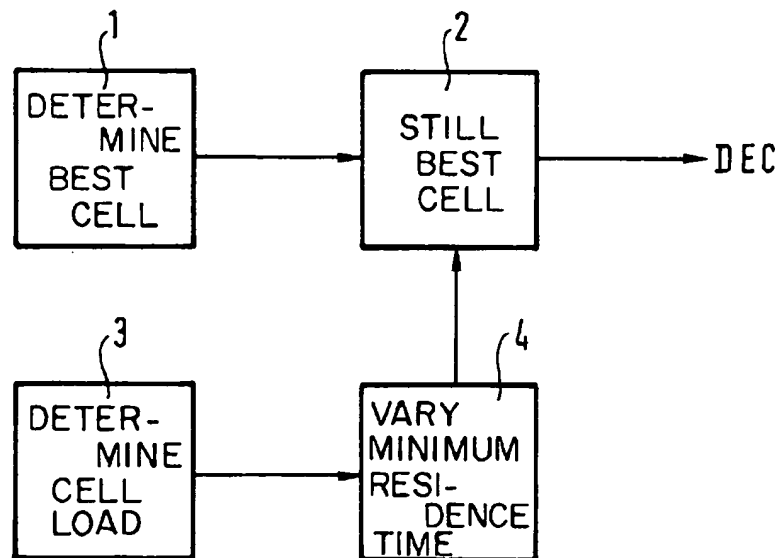 1
DETER-
MINE
BEST
CELL
2
STILL
BEST
CELL
DEC
3
DETER-
MINE
CELL
LOAD
4
VARY
MINIMUM
RESI-
DENCE
TIME